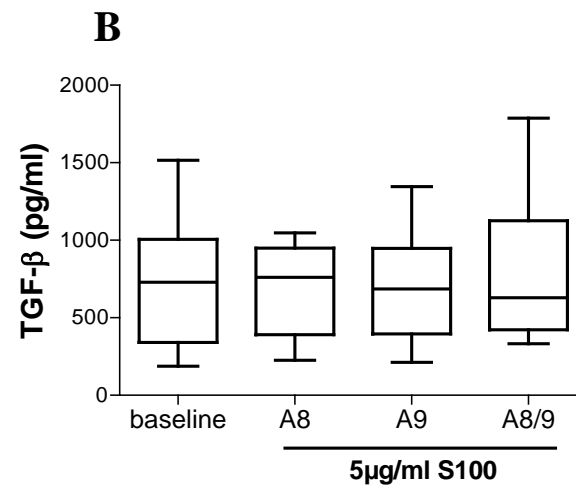 B
TGF-β (pg/ml)
2000
1500
1000
500
0
baseline A8 A9 A8/9
5µg/ml S100